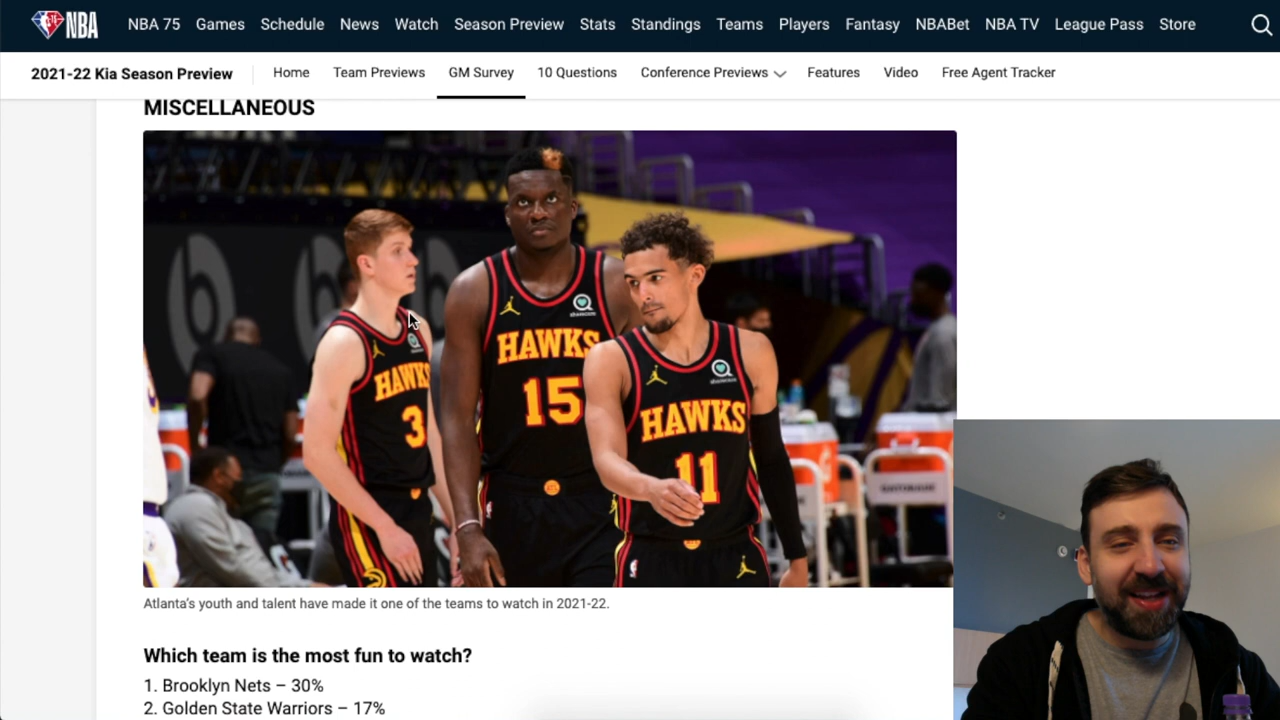 NBA
NBA 75 Games Schedule News Watch Season Preview Stats Standings Teams Players Fantasy NBABet NBA TV League Pass Store
2021-22 Kia Season Preview Home Team Previews GM Survey 10 Questions Conference Previews Features Video Free Agent Tracker
MISCELLANEOUS
HAWKS
15
HAWKS
3
HAWKS
11
Atlanta's youth and talent have made it one of the teams to watch in 2021-22.
Which team is the most fun to watch?
1. Brooklyn Nets – 30%
2. Golden State Warriors – 17%